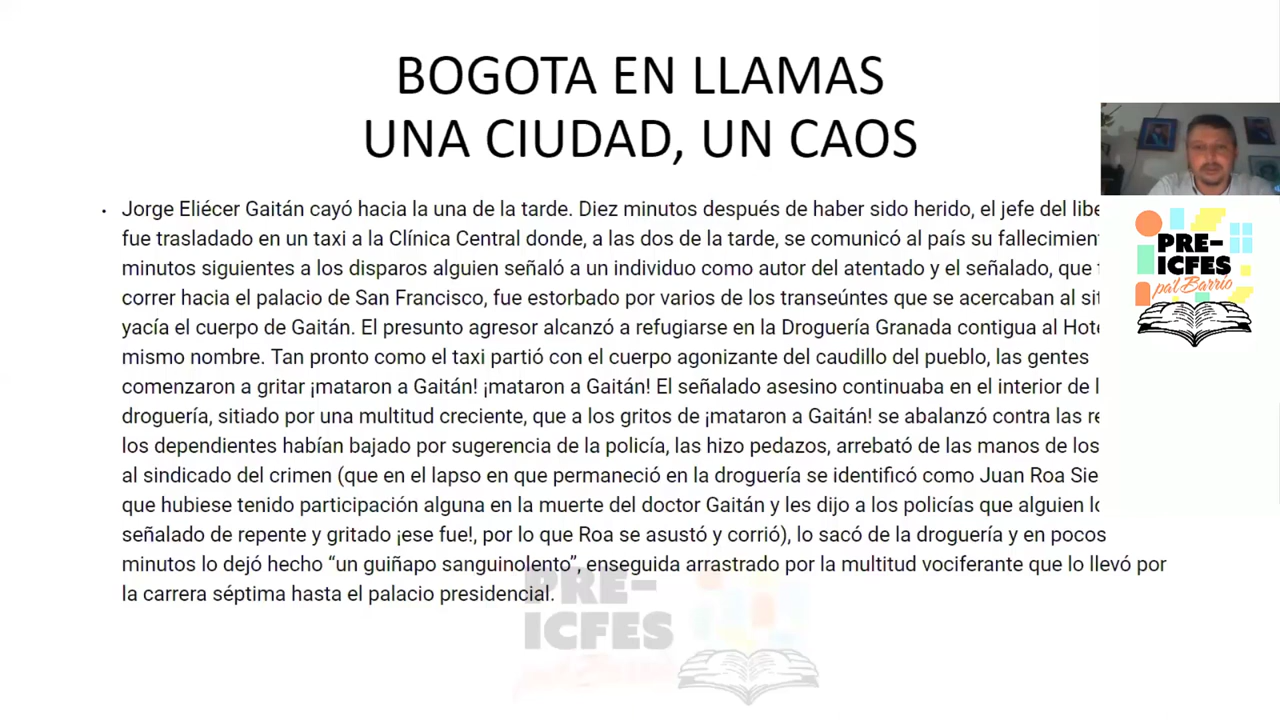 BOGOTA EN LLAMAS
UNA CIUDAD, UN CAOS
• Jorge Eliécer Gaitán cayó hacia la una de la tarde. Diez minutos después de haber sido herido, el jefe del
fue trasladado en un taxi a la Clínica Central donde, a las dos de la tarde, se comunicó al país su
minutos siguientes a los disparos alguien señaló a un individuo como autor del atentado y el señalado, que
correr hacia el palacio de San Francisco, fue estorbado por varios de los transeúntes que se acercaban al
yacía el cuerpo de Gaitán. El presunto agresor alcanzó a refugiarse en la Droguería Granada contigua al
mismo nombre. Tan pronto como el taxi partió con el cuerpo agonizante del caudillo del pueblo, las gentes
comenzaron a gritar ¡mataron a Gaitán! ¡mataron a Gaitán! El señalado asesino continuaba en el interior de
droguería, sitiado por una multitud creciente, que a los gritos de ¡mataron a Gaitán! se abalanzó contra las
los dependientes habían bajado por sugerencia de la policía, las hizo pedazos, arrebató de las manos de los
al sindicado del crimen (que en el lapso en que permaneció en la droguería se identificó como Juan Roa
que hubiese tenido participación alguna en la muerte del doctor Gaitán y les dijo a los policías que alguien
señalado de repente y gritado ¡ese fue!, por lo que Roa se asustó y corrió), lo sacó de la droguería y en pocos
minutos lo dejó hecho “un guiñapo sanguinolento”, enseguida arrastrado por la multitud vociferante que lo llevó por
la carrera séptima hasta el palacio presidencial.
PRE-
ICFES
pa'l Barrio
PRE-
ICFES
pa'l Barrio